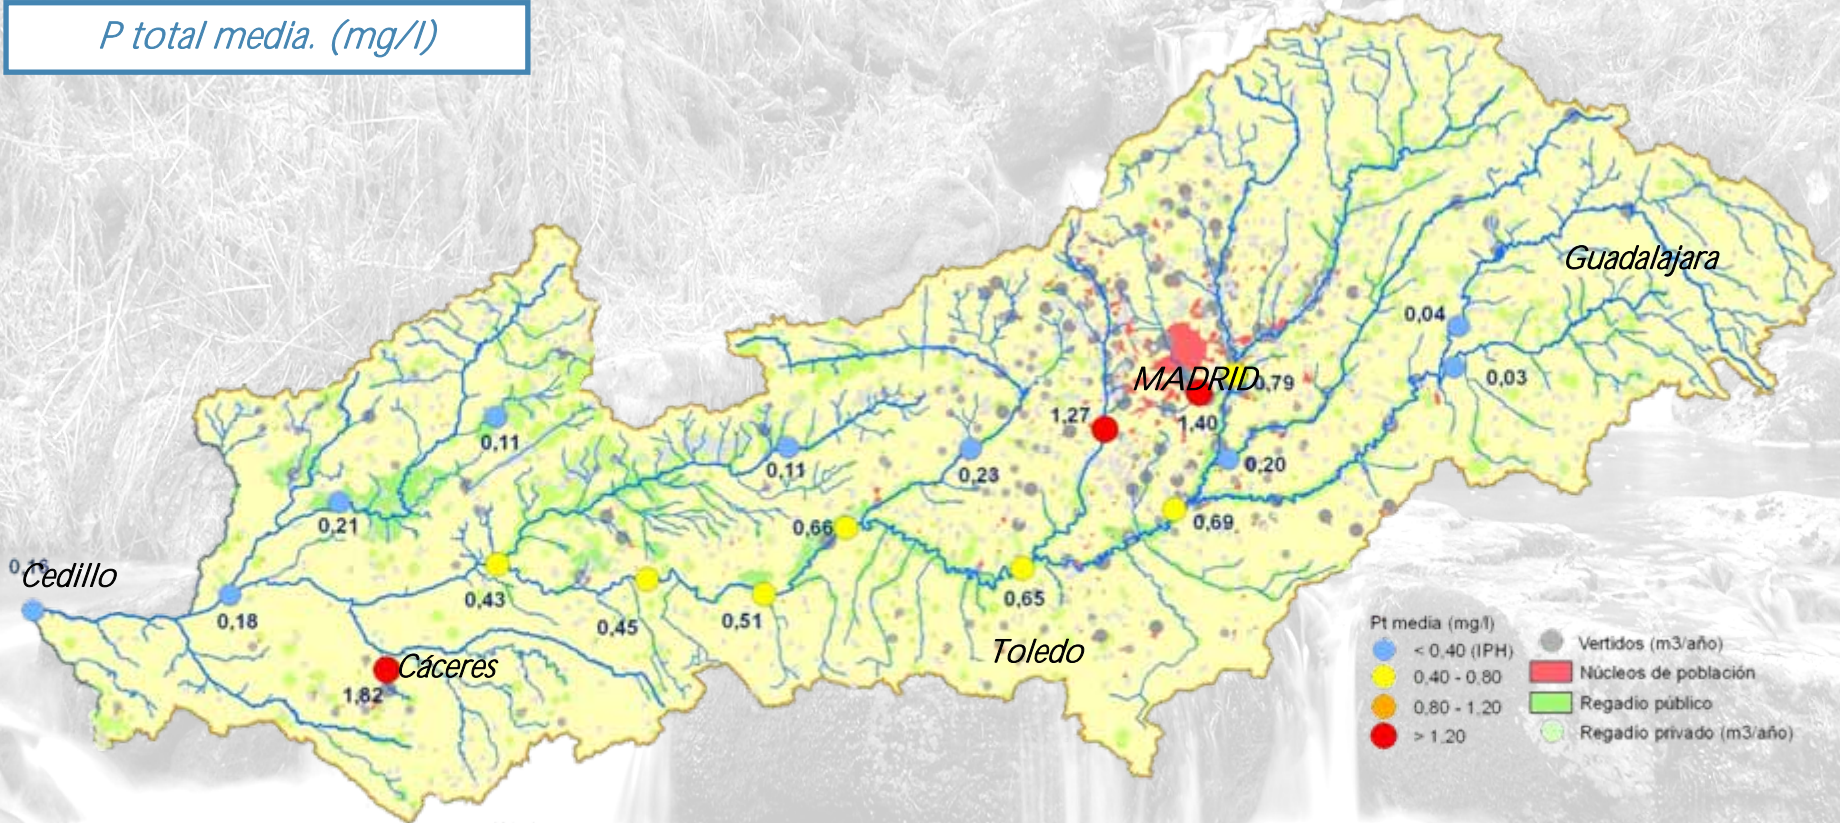 P total media. (mg/l)
Guadalajara
0,04
0,03
MADRID
0,79
1,27
1,40
0,11
0,11
0,23
0,20
0,21
0,66
0,69
Cedillo
0,18
0,43
0,45
0,51
0,65
Toledo
Cáceres
1,82
Pt media (mg/l)
< 0,40 (IPH)
0,40 - 0,80
0,80 - 1,20
> 1,20
Vertidos (m3/año)
Núcleos de población
Regadio público
Regadio privado (m3/año)